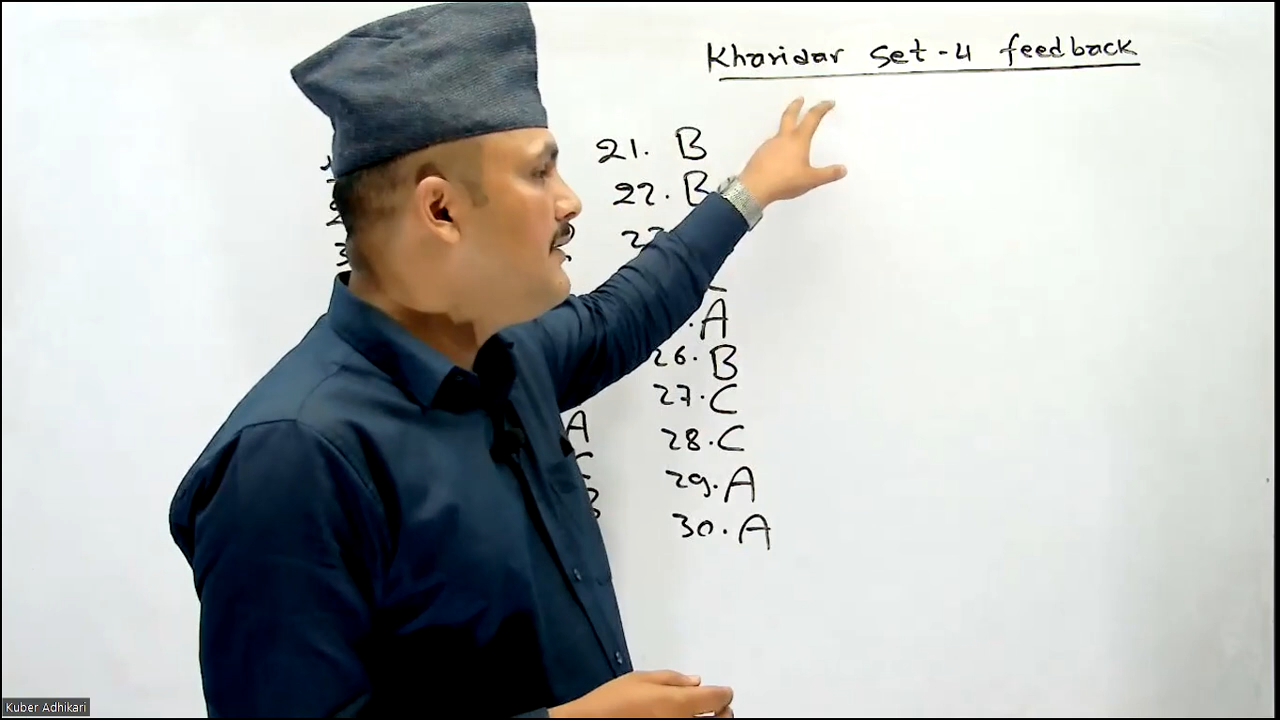 Kharidar set-4 feedback
21. B
22. B
A
26. B
27. C
28. C
29. A
30. A
A
C
Kuber Adhikari